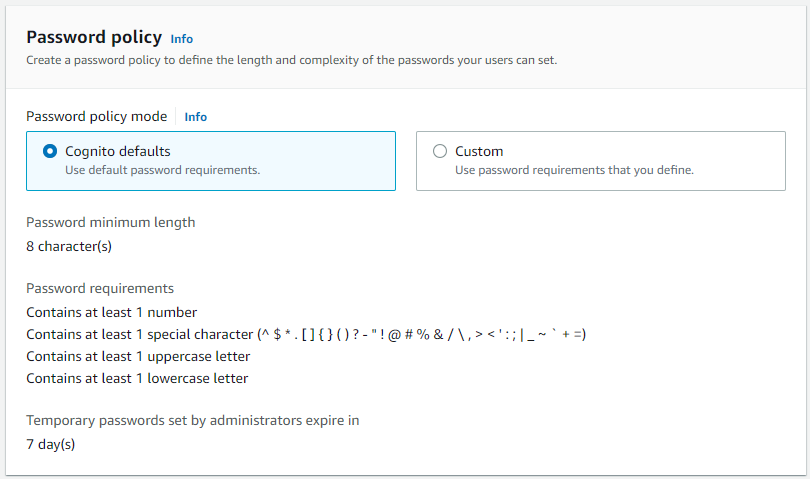 Password policy Info
Create a password policy to define the length and complexity of the passwords your users can set.
Password policy mode Info
Cognito defaults
Use default password requirements.
Custom
Use password requirements that you define.
Password minimum length
8 character(s)
Password requirements
Contains at least 1 number
Contains at least 1 special character (^ $ * . [ ] { } ( ) ? - " ! @ # % & / \ , > < ' : ; | _ ~ ` + =)
Contains at least 1 uppercase letter
Contains at least 1 lowercase letter
Temporary passwords set by administrators expire in
7 day(s)